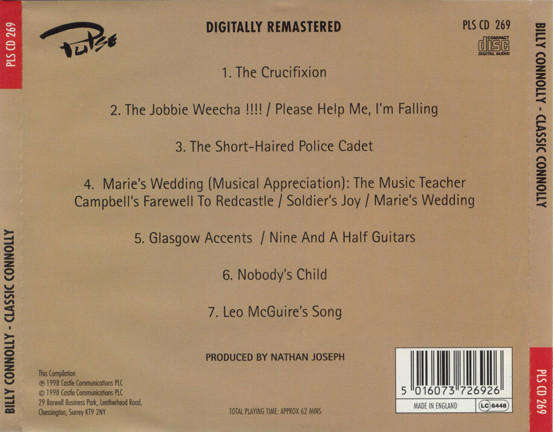 PLS CD 269
Pulse
DIGITALLY REMASTERED
PLS CD 269
COMPACT
disc
DIGITAL AUDIO
1. The Crucifixion
2. The Jobbie Weecha !!!! / Please Help Me, I'm Falling
3. The Short-Haired Police Cadet
4. Marie's Wedding (Musical Appreciation): The Music Teacher
Campbell's Farewell To Redcastle / Soldier's Joy / Marie's Wedding
5. Glasgow Accents / Nine And A Half Guitars
6. Nobody's Child
7. Leo McGuire's Song
PRODUCED BY NATHAN JOSEPH
This Compilation
℗ 1998 Castle Communications PLC
© 1998 Castle Communications PLC
29 Barwell Business Park, Leatherhead Road,
Chessington, Surrey KT9 2NY
TOTAL PLAYING TIME: APPROX 62 MINS
5 016073 726926
MADE IN ENGLAND
LC 6448
BILLY CONNOLLY - CLASSIC CONNOLLY
BILLY CONNOLLY - CLASSIC CONNOLLY
PLS CD 269